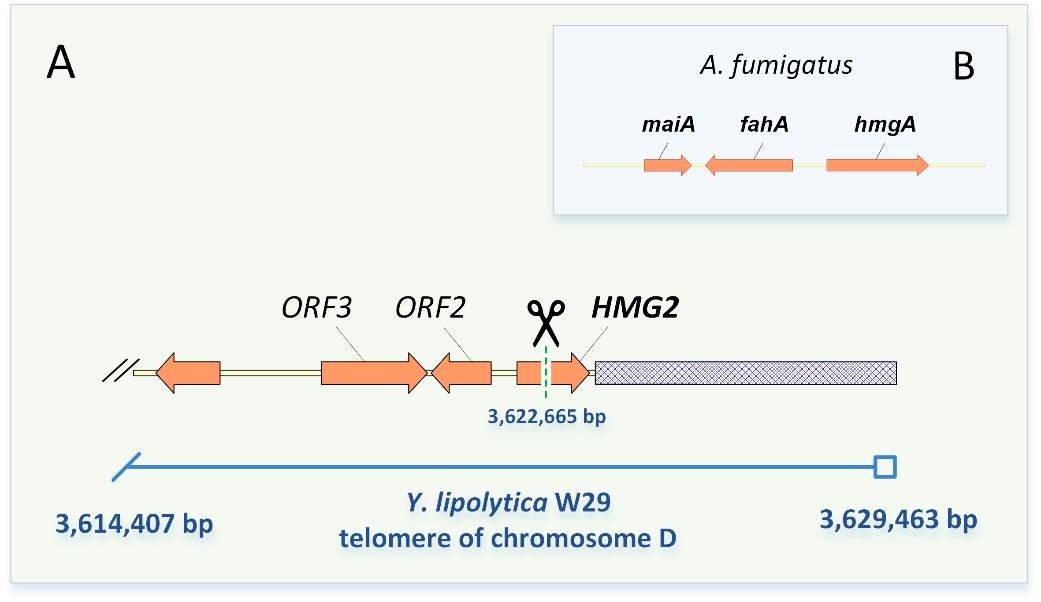 A
A. fumigatus
B
maiA fahA hmgA
ORF3 ORF2 HMG2
3,622,665 bp
Y. lipolytica W29
telomere of chromosome D
3,614,407 bp
3,629,463 bp